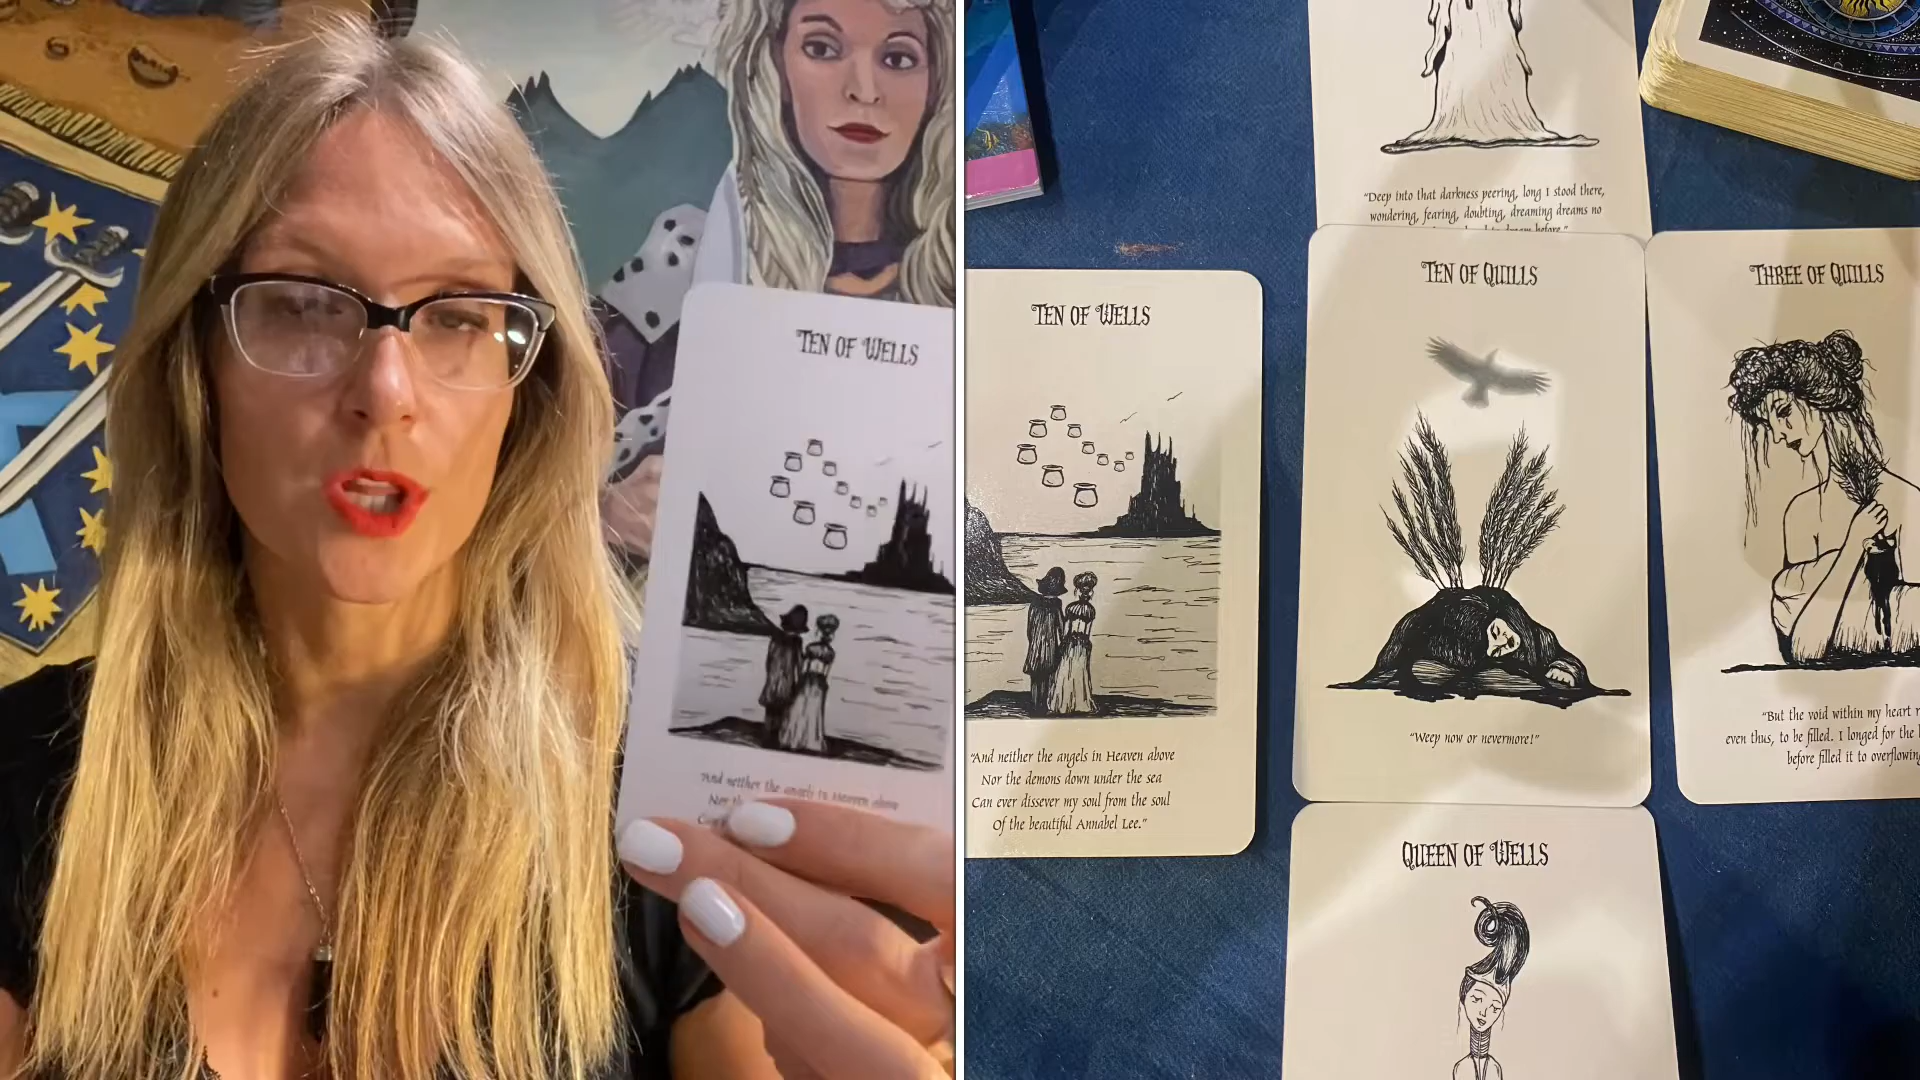 TEN OF WELLS
"And neither the angels in Heaven above
Nor th
"Deep into that darkness peering, long I stood there,
wondering, fearing, doubting, dreaming dreams no
before."
TEN OF WELLS
"And neither the angels in Heaven above
Nor the demons down under the sea
Can ever dissever my soul from the soul
Of the beautiful Annabel Lee."
TEN OF QUILLS
"Weep now or nevermore!"
THREE OF QUILLS
"But the void within my heart
even thus, to be filled. I longed for the
before filled it to overflowing
QUEEN OF WELLS